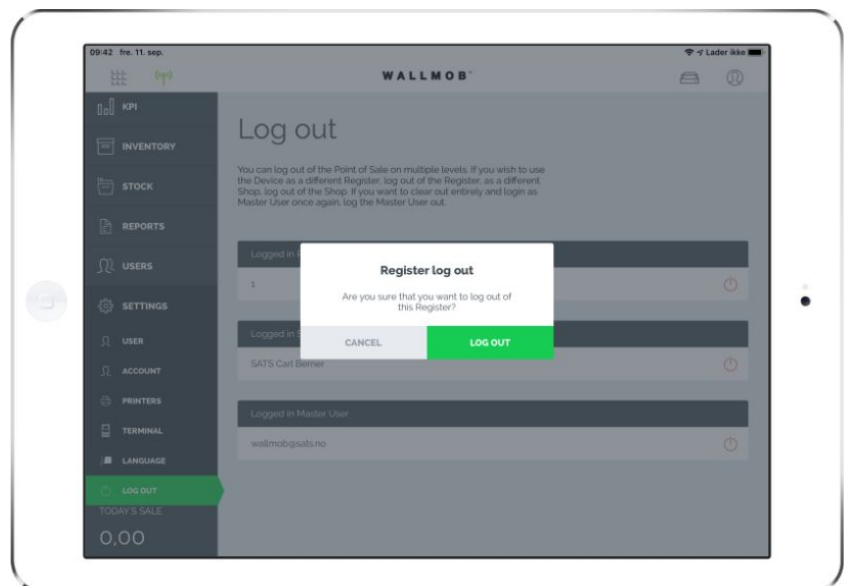 09:42 fre. 11. sep.
Lader ikke
WALLMOB
KPI
INVENTORY
STOCK
REPORTS
USERS
SETTINGS
USER
ACCOUNT
PRINTERS
TERMINAL
LANGUAGE
LOG OUT
TODAY'S SALE
0,00
Log out
You can log out of the Point of Sale on multiple levels. If you wish to use
the Device as a different Register, log out of the Register, as a different
Shop, log out of the Shop. If you want to clear out entirely and login as
Master User once again, log the Master User out.
Logged in
1
Register log out
Are you sure that you want to log out of
this Register?
CANCEL
LOG OUT
Logged in
SATS Carl Berner
Logged in Master User
wallmob@sats.no